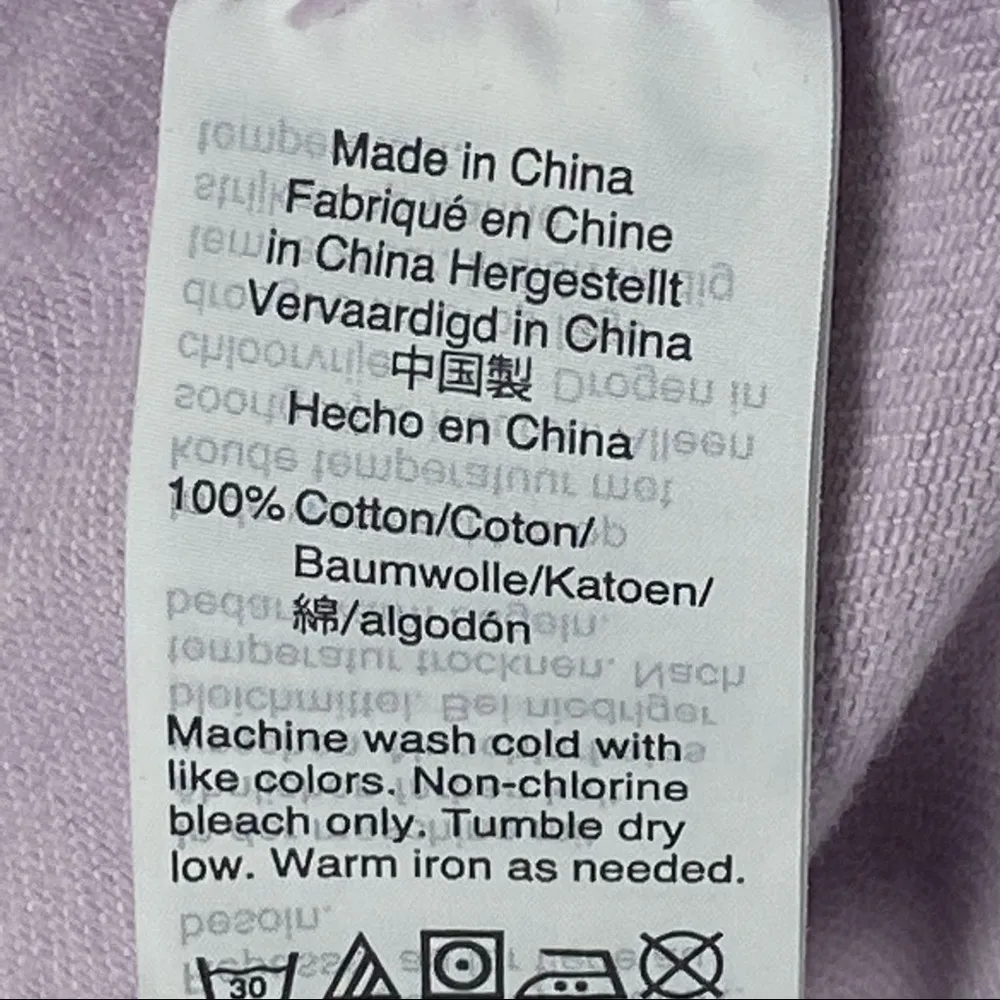 Made in China
Fabriqué en Chine
in China Hergestellt
Vervaardigd in China
中国製
Hecho en China
100% Cotton/Coton/
Baumwolle/Katoen/
綿/algodón
Machine wash cold with
like colors. Non-chlorine
bleach only. Tumble dry
low. Warm iron as needed.
30